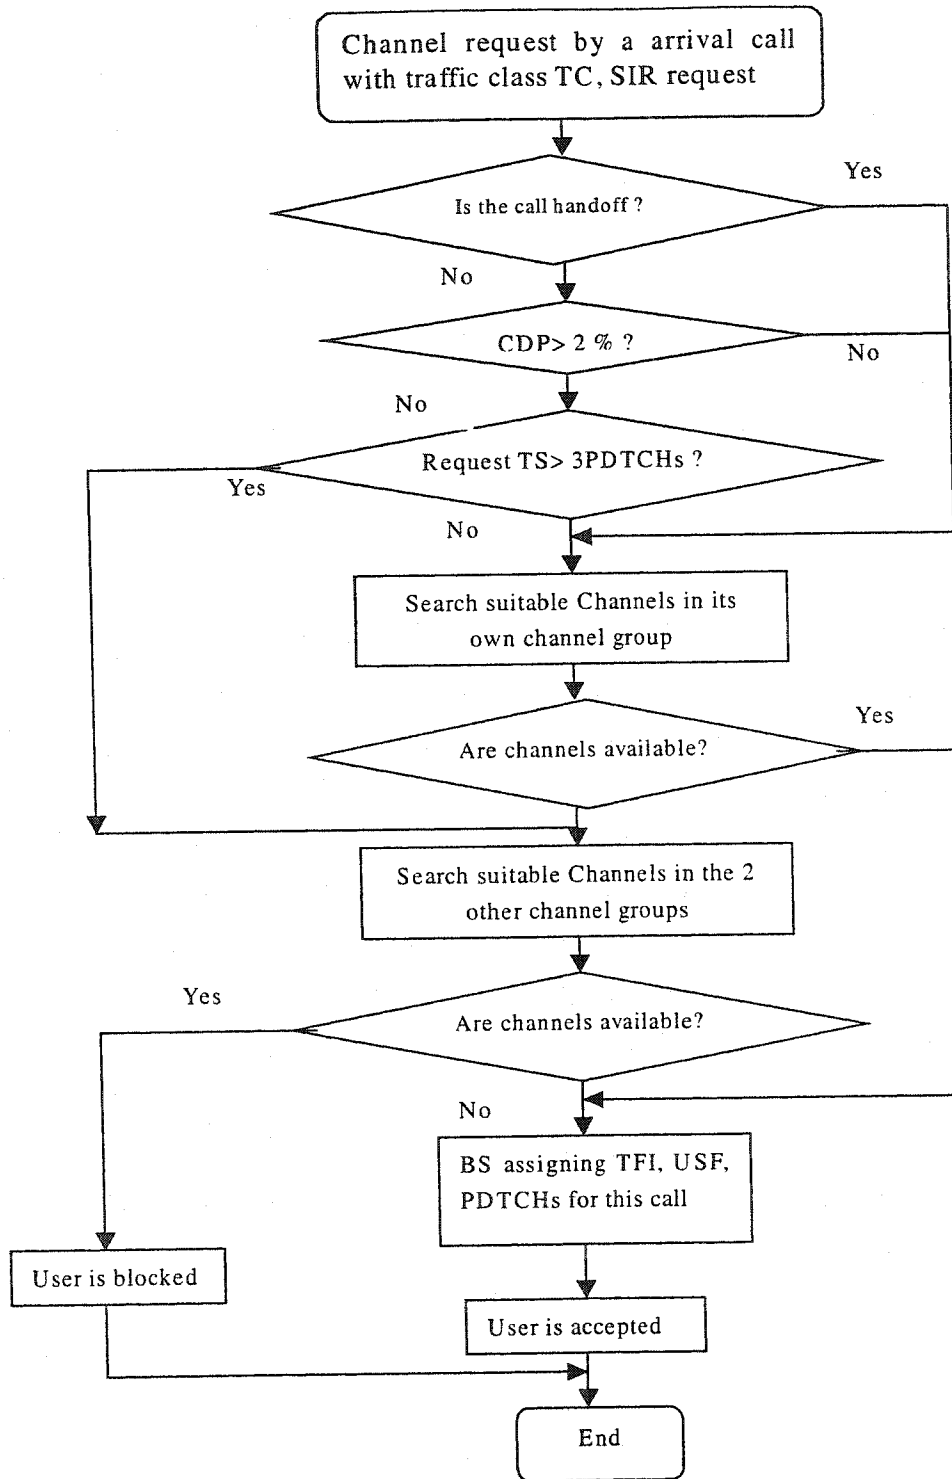 Channel request by a arrival call
with traffic class TC, SIR request
Yes
Is the call handoff ?
No
CDP> 2 % ?
No
No
Request TS> 3PDTCHs ?
Yes
No
Search suitable Channels in its
own channel group
Yes
Are channels available?
Search suitable Channels in the 2
other channel groups
Yes
Are channels available?
No
BS assigning TFI, USF,
PDTCHs for this call
User is blocked
User is accepted
End